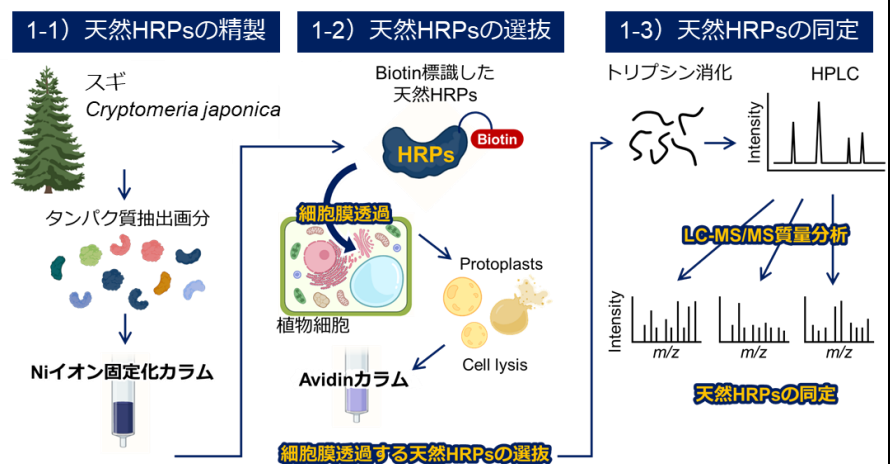 1-1）天然HRPsの精製
スギ
Cryptomeria japonica
タンパク質抽出画分
Niイオン固定化カラム
1-2）天然HRPsの選抜
Biotin標識した
天然HRPs
HRPs
Biotin
細胞膜透過
植物細胞
Protoplasts
Cell lysis
Avidinカラム
細胞膜透過する天然HRPsの選抜
1-3）天然HRPsの同定
トリプシン消化
HPLC
Intensity
LC-MS/MS質量分析
Intensity
m/z
m/z
m/z
天然HRPsの同定